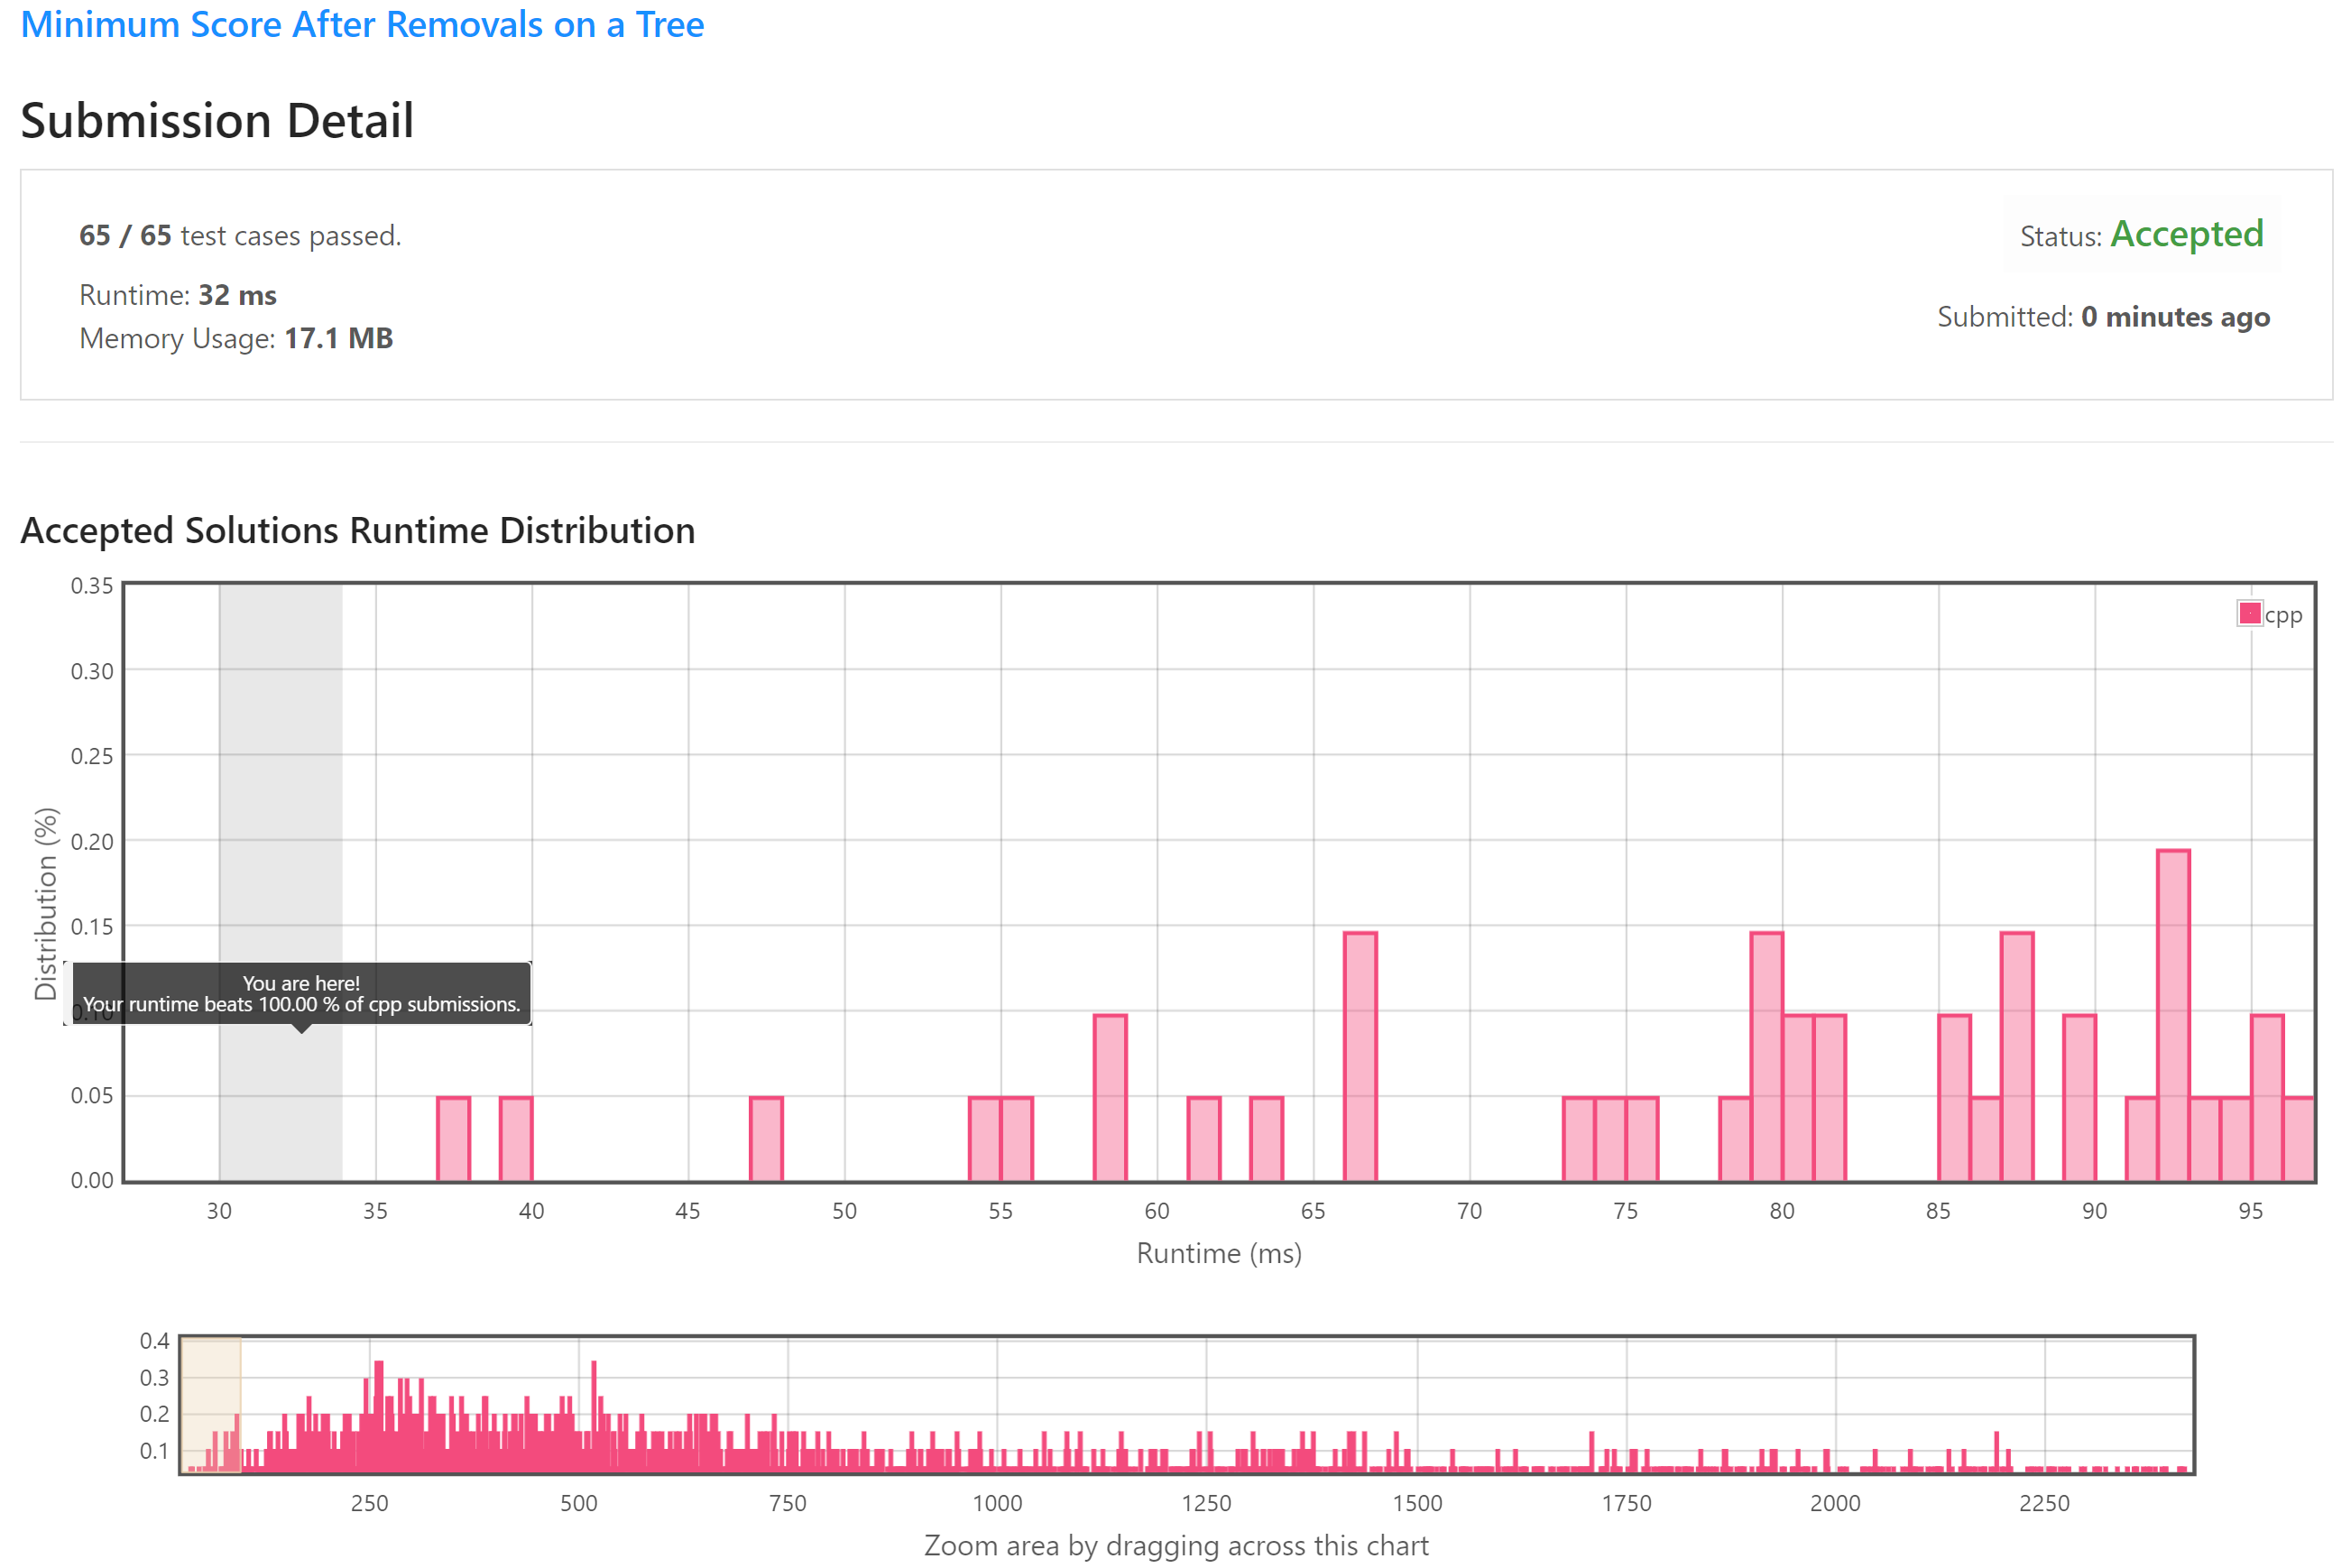 Minimum Score After Removals on a Tree
Submission Detail
65 / 65 test cases passed.
Status: Accepted
Runtime: 32 ms
Submitted: 0 minutes ago
Memory Usage: 17.1 MB
Accepted Solutions Runtime Distribution
0.35
cpp
0.30
0.25
0.20
0.15
Distribution (%)
You are here!
Your runtime beats 100.00 % of cpp submissions.
0.10
0.05
0.00
30 35 40 45 50 55 60 65 70 75 80 85 90 95
Runtime (ms)
0.4
0.3
0.2
0.1
250 500 750 1000 1250 1500 1750 2000 2250
Zoom area by dragging across this chart